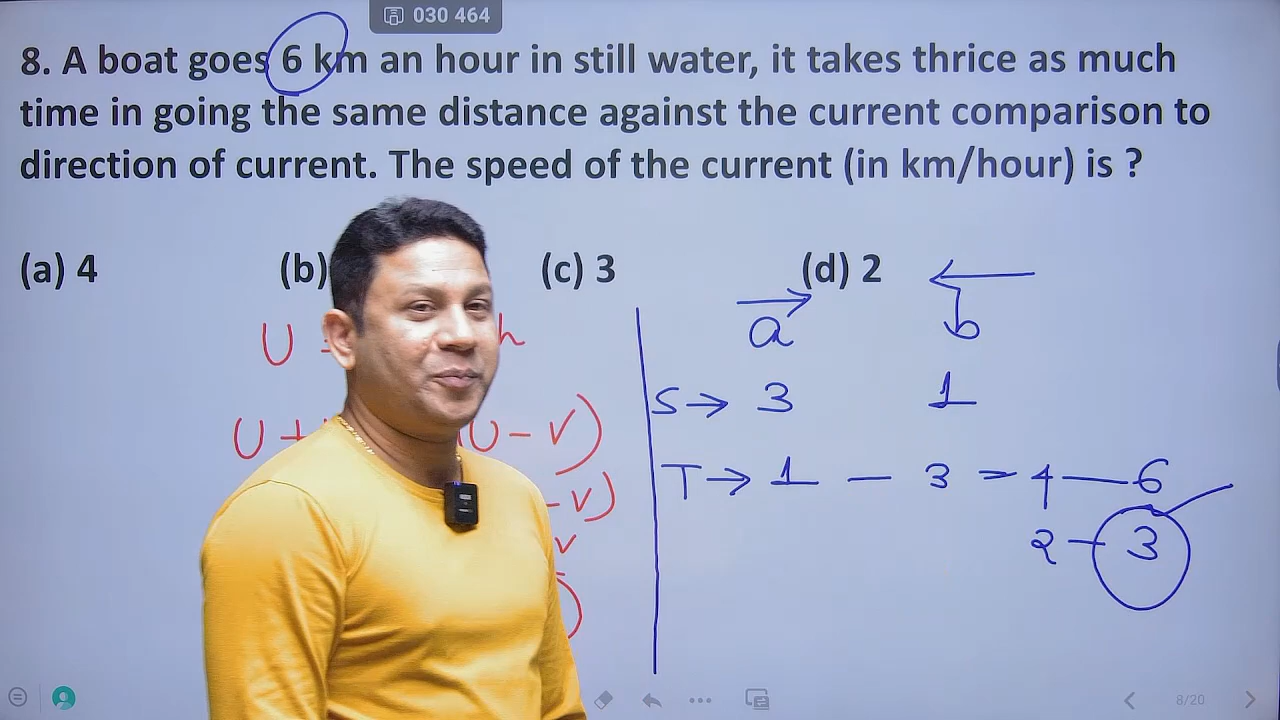 030 464
8. A boat goes 6 km an hour in still water, it takes thrice as much
time in going the same distance against the current comparison to
direction of current. The speed of the current (in km/hour) is ?
(a) 4 (b) (c) 3 (d) 2
U
a b
U + (U - V)
S → 3 1
- V)
T → 1 — 3 = 4 — 6
V
2 — 3
)
8/20